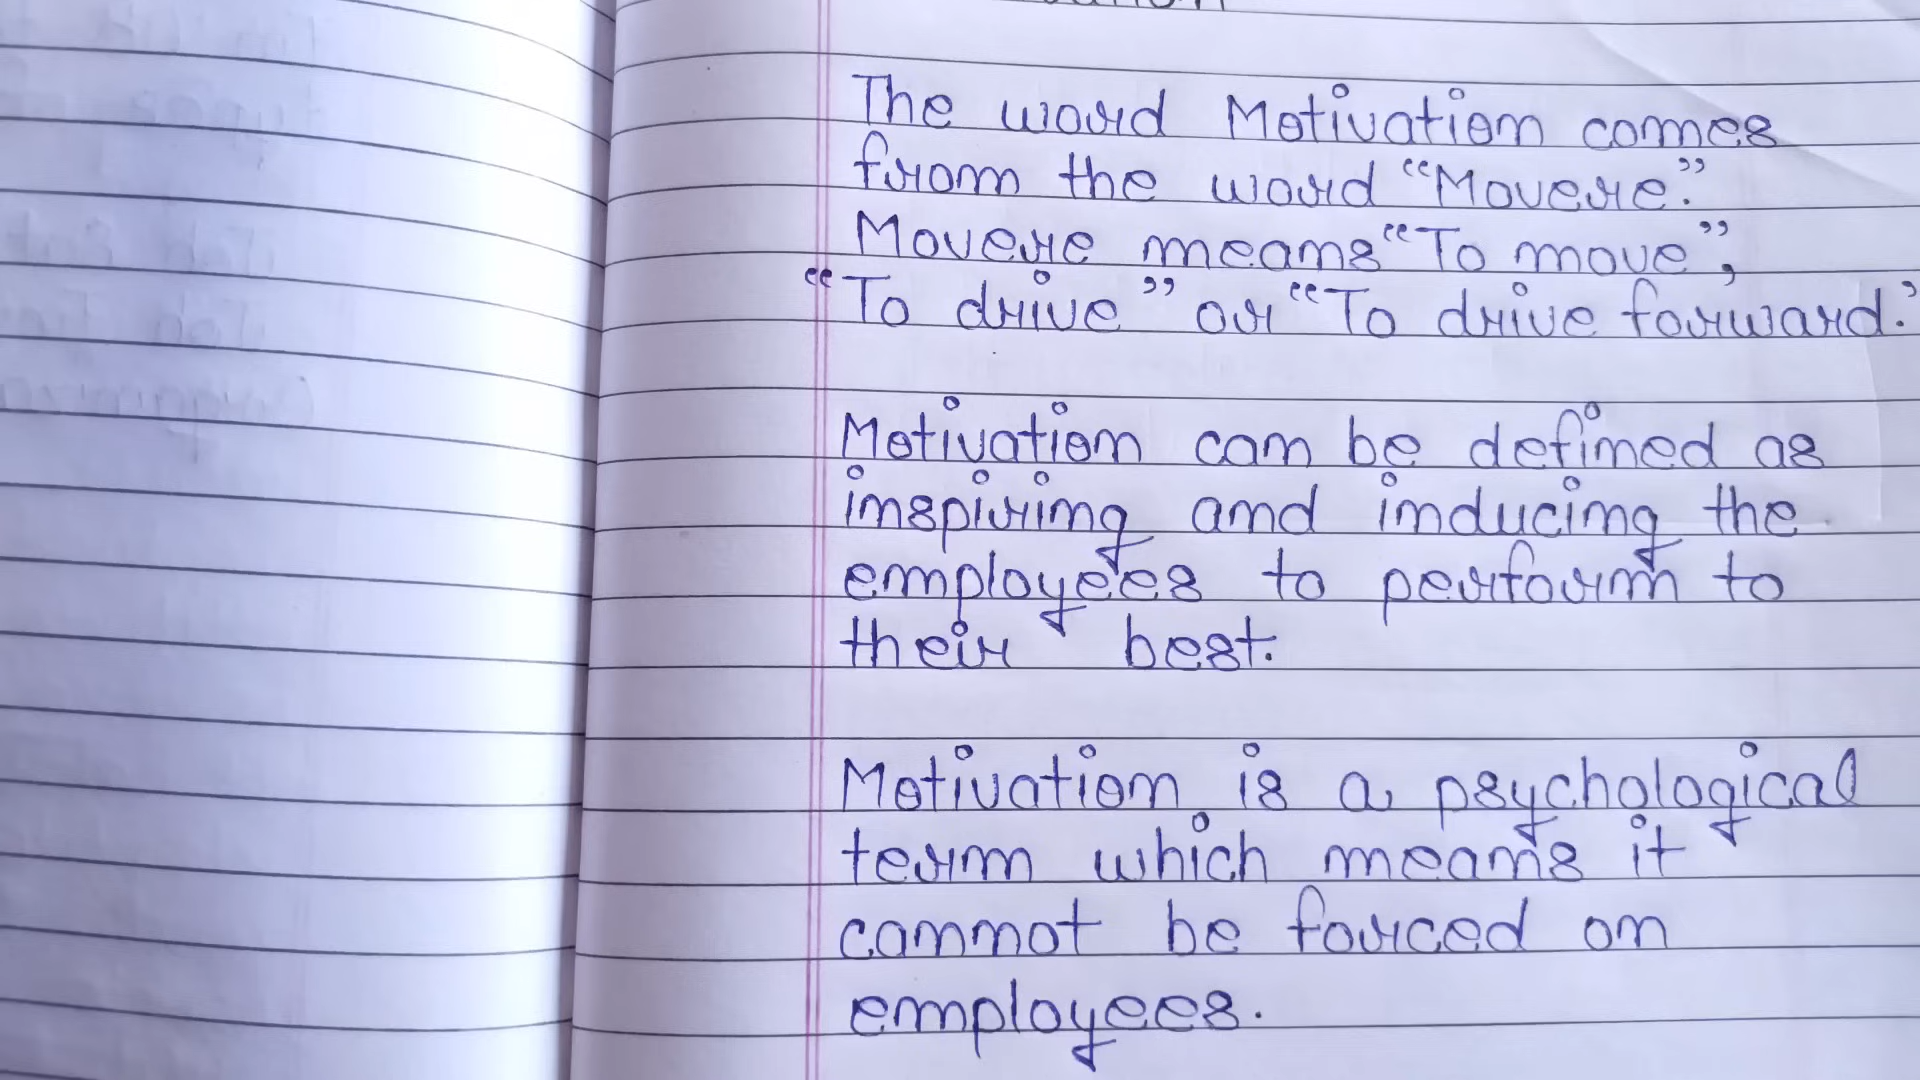 The word Motivation comes
from the word “Movere.”
Movere means “To move”,
“To drive” or “To drive forward.’
Motivation can be defined as
inspiring and inducing the
employees to perform to
their best.
Motivation is a psychological
term which means it
cannot be forced on
employees.